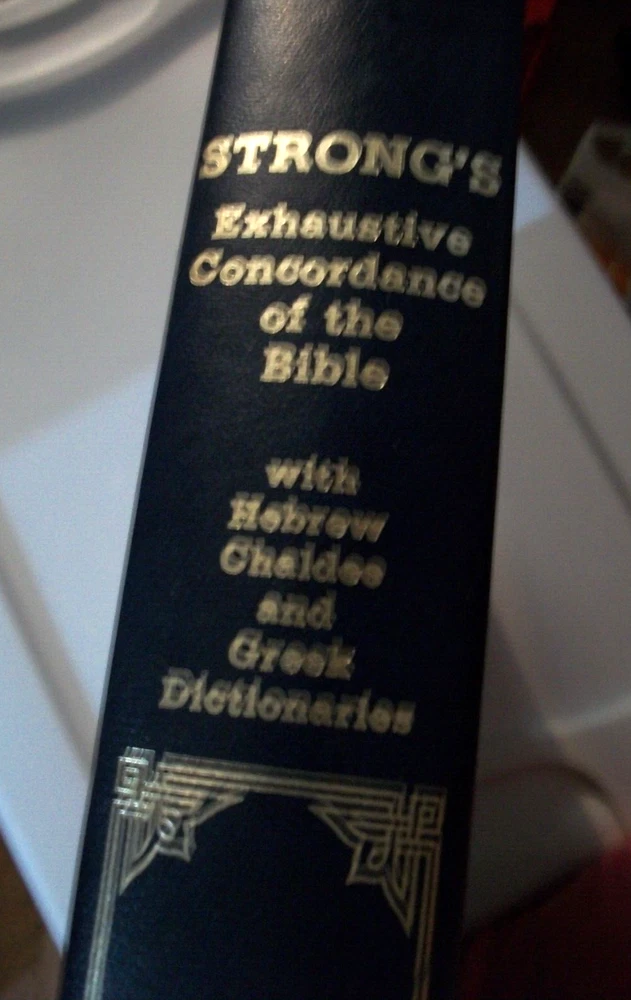 STRONG'S
Exhaustive
Concordance
of the
Bible
with
Hebrew
Chaldee
and
Greek
Dictionaries